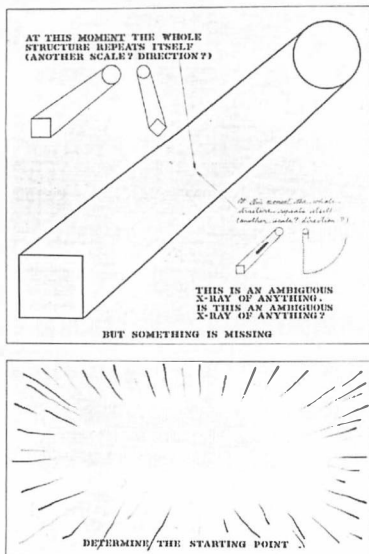 AT THIS MOMENT THE WHOLE
STRUCTURE REPEATS ITSELF
(ANOTHER SCALE? DIRECTION?)
At this moment the whole
structure repeats itself
(another scale? direction?)
THIS IS AN AMBIGUOUS
X-RAY OF ANYTHING.
IS THIS AN AMBIGUOUS
X-RAY OF ANYTHING?
BUT SOMETHING IS MISSING
DETERMINE THE STARTING POINT